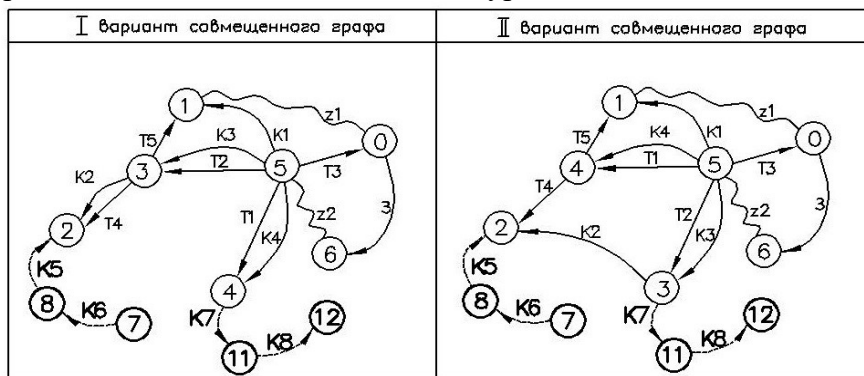 I вариант совмещенного графа
II вариант совмещенного графа
1
z1
0
K1
T5
K3
3
T2
5
T3
K2
T4
2
T1
K4
z2
3
6
4
K5
8
K6
7
K7
11
K8
12
1
z1
0
K1
T5
K4
4
T1
5
T3
T4
2
K2
T2
K3
z2
3
6
3
K5
8
K6
7
K7
11
K8
12